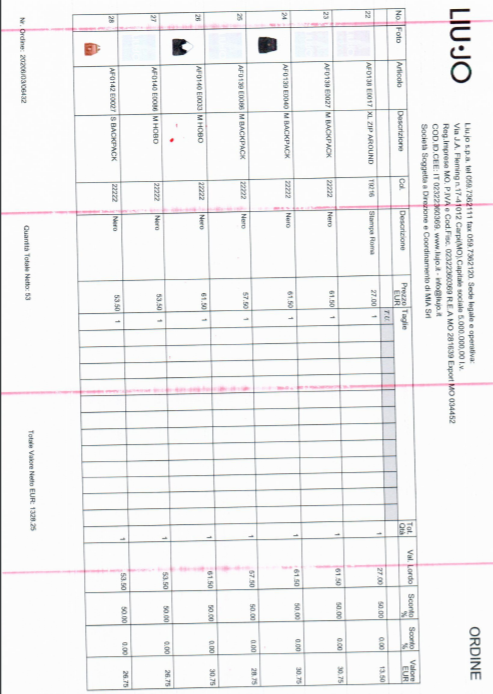 LIU·JO
ORDINE
Liu.jo s.p.a. tel 059.7362111 fax 059.7362120. Sede legale e operativa:
Via J.A. Fleming n.17-41012 Carpi(MO).Capitale sociale 5.000.000,00 I.v.
Reg.Imprese MO, P.IVA e Cod.Fisc. 02322360369 R.E.A MO 281639 Export MO 034452
COD.ID.CEE: IT 02322360369. www.liujo.it - info@liujo.it
Società Soggetta a Direzione e Coordinamento di MIA Srl
No. Foto Articolo Descrizione Col. Descrizione Prezzo EUR Taglie Tot. Qtà Val. Lordo Sconto % Sconto % Valore EUR
22 AF0138 E0017 XL ZIP AROUND T9216 Stampa Roma 27.00 1 1 27.00 50.00 0.00 13.50
23 AF0139 E0027 M BACKPACK 22222 Nero 61.50 1 1 61.50 50.00 0.00 30.75
24 AF0139 E0040 M BACKPACK 22222 Nero 61.50 1 1 61.50 50.00 0.00 30.75
25 AF0139 E0086 M BACKPACK 22222 Nero 57.50 1 1 57.50 50.00 0.00 28.75
26 AF0140 E0033 M HOBO 22222 Nero 61.50 1 1 61.50 50.00 0.00 30.75
27 AF0140 E0086 M HOBO 22222 Nero 53.50 1 1 53.50 50.00 0.00 26.75
28 AF0142 E0027 S BACKPACK 22222 Nero 53.50 1 1 53.50 50.00 0.00 26.75
Nr. Ordine: Quantità Totale Netto: 53 Totale Valore Netto EUR: 1328.25